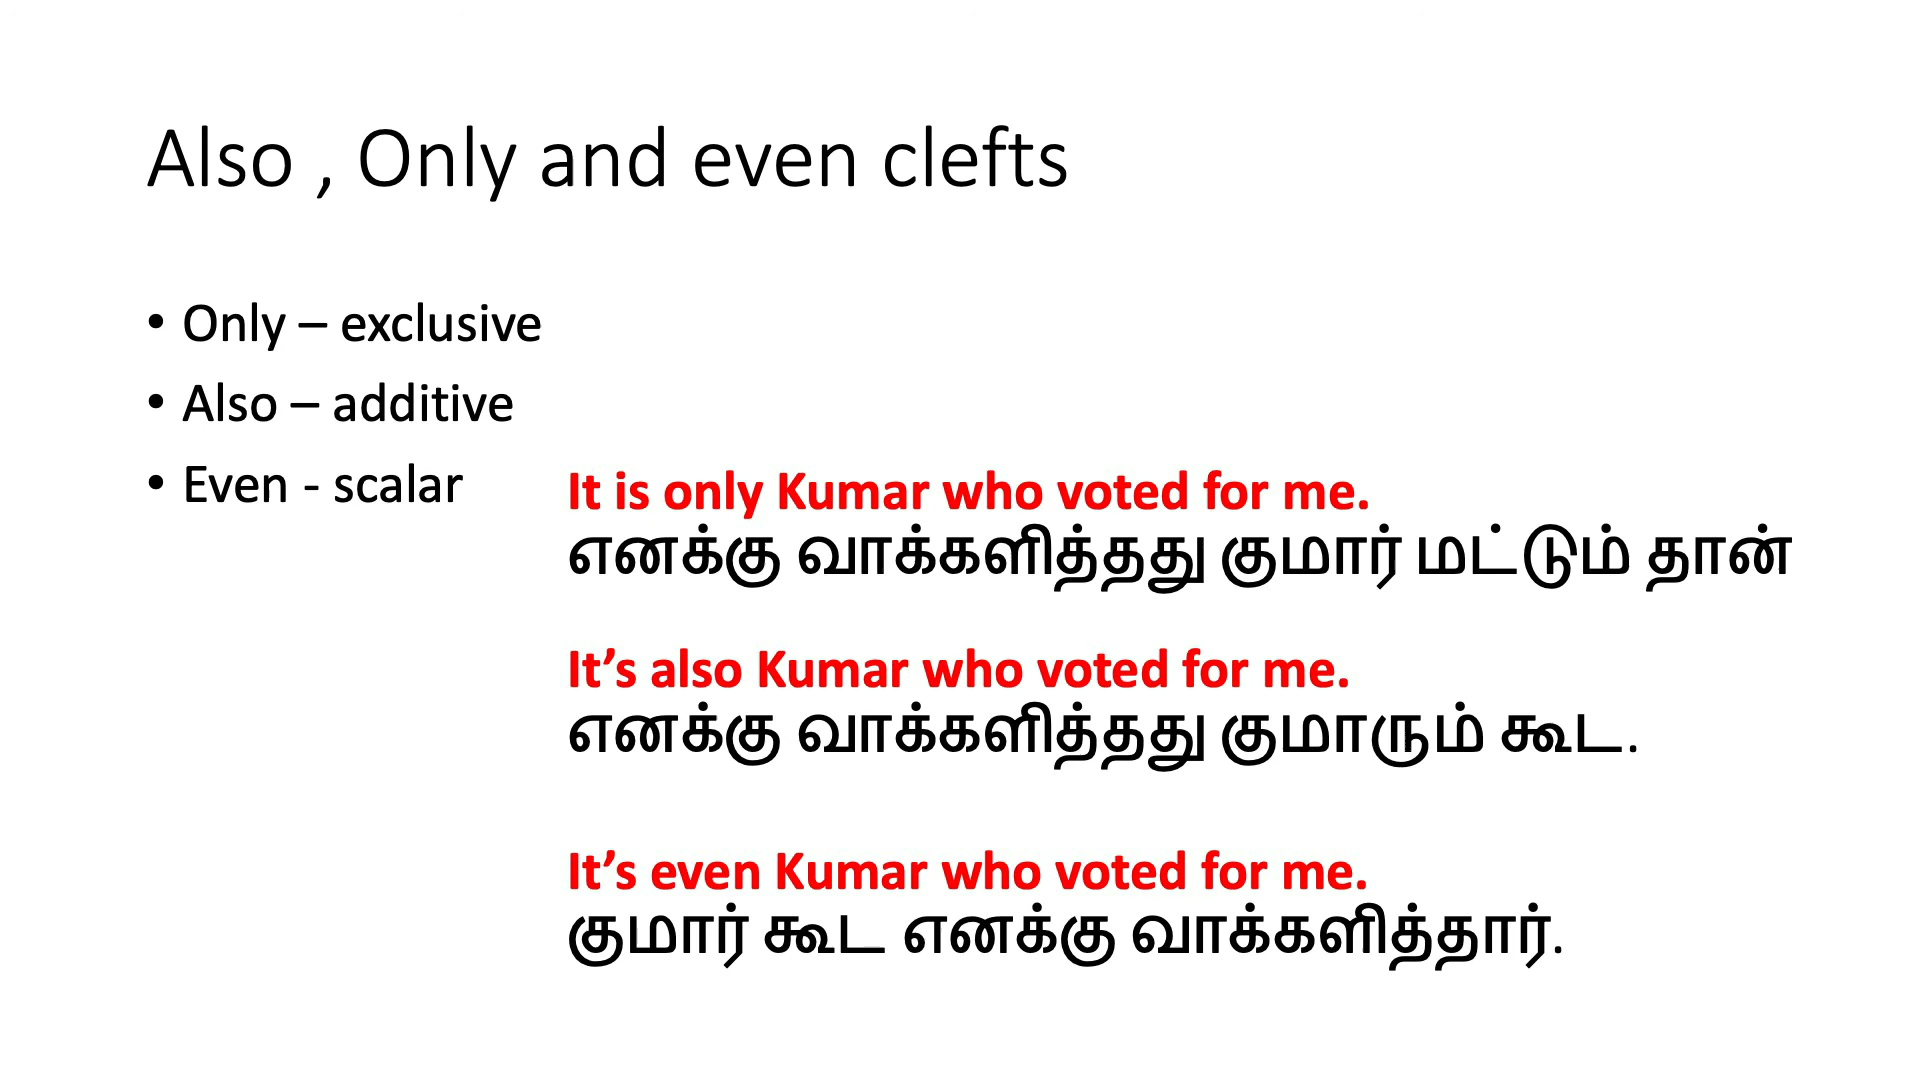 Also , Only and even clefts
• Only – exclusive
• Also – additive
• Even - scalar
It is only Kumar who voted for me.
எனக்கு வாக்களித்தது குமார் மட்டும் தான்
It’s also Kumar who voted for me.
எனக்கு வாக்களித்தது குமாரும் கூட.
It’s even Kumar who voted for me.
குமார் கூட எனக்கு வாக்களித்தார்.